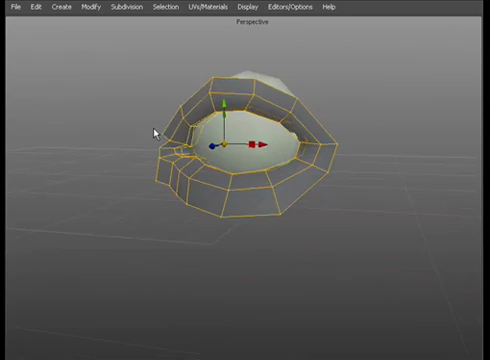 File Edit Create Modify Subdivision Selection UVs/Materials Display Editors/Options Help
Perspective